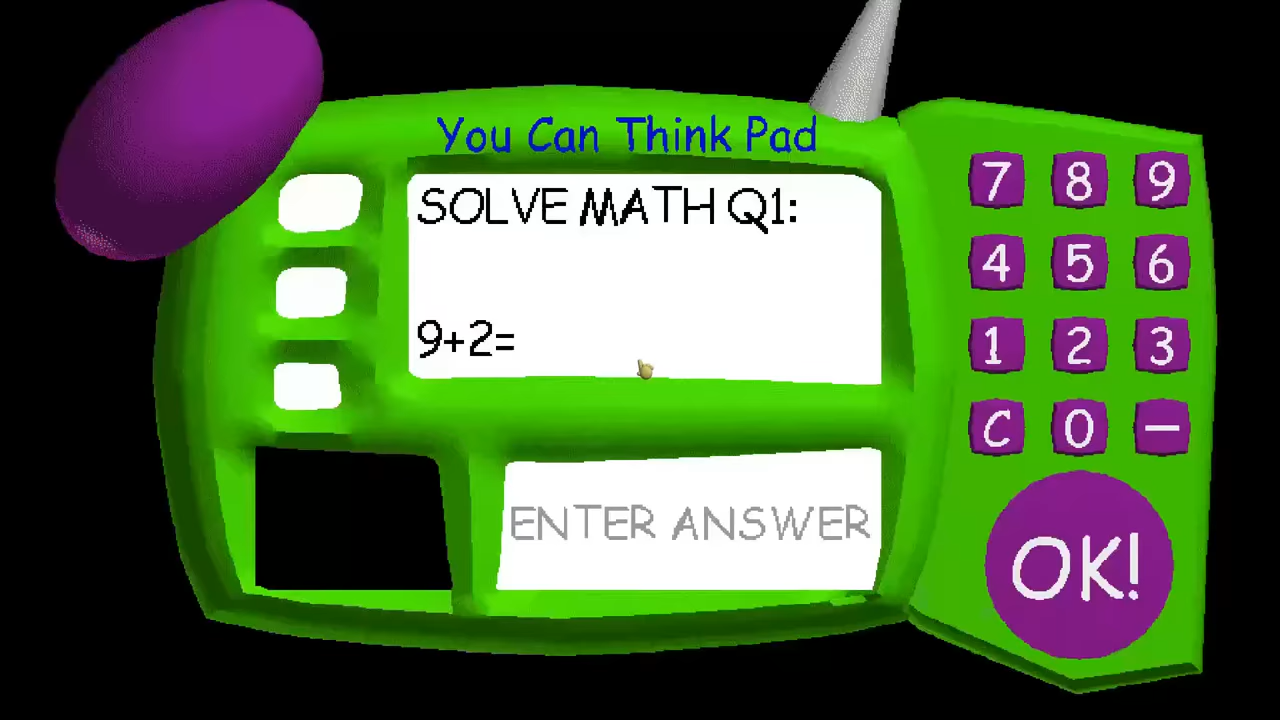 You Can Think Pad
SOLVE MATH Q1:
9+2=
ENTER ANSWER
7 8 9
4 5 6
1 2 3
C 0 –
OK!